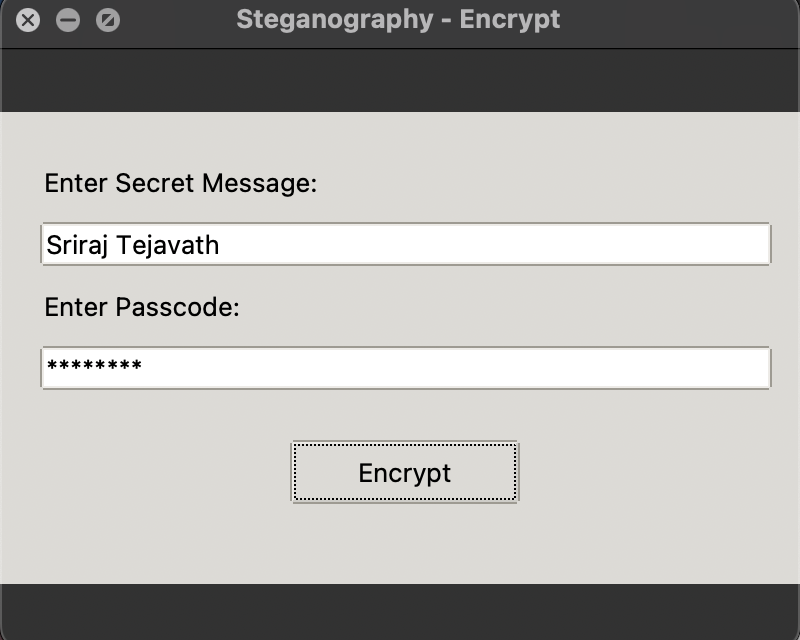 Steganography - Encrypt
Enter Secret Message:
Sriraj Tejavath
Enter Passcode:
********
Encrypt